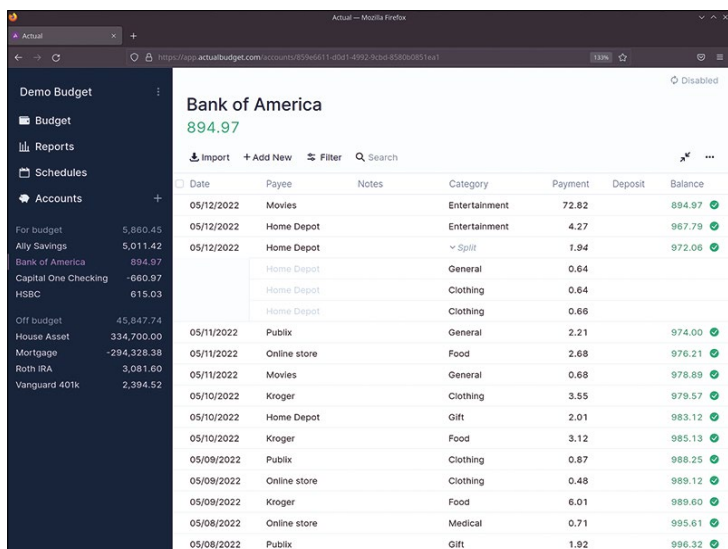 Actual — Mozilla Firefox
Actual
https://app.actualbudget.com/accounts/859e6611-d0d1-4992-9cbd-8580b0851ea1
133%
Demo Budget
Budget
Reports
Schedules
Accounts
For budget 5,860.45
Ally Savings 5,011.42
Bank of America 894.97
Capital One Checking -660.97
HSBC 615.03
Off budget 45,847.74
House Asset 334,700.00
Mortgage -294,328.38
Roth IRA 3,081.60
Vanguard 401k 2,394.52
Disabled
Bank of America
894.97
Import + Add New Filter Search
Date Payee Notes Category Payment Deposit Balance
05/12/2022 Movies Entertainment 72.82 894.97
05/12/2022 Home Depot Entertainment 4.27 967.79
05/12/2022 Home Depot Split 1.94 972.06
Home Depot General 0.64
Home Depot Clothing 0.64
Home Depot Clothing 0.66
05/11/2022 Publix General 2.21 974.00
05/11/2022 Online store Food 2.68 976.21
05/11/2022 Movies General 0.68 978.89
05/10/2022 Kroger Clothing 3.55 979.57
05/10/2022 Home Depot Gift 2.01 983.12
05/10/2022 Kroger Food 3.12 985.13
05/09/2022 Publix Clothing 0.87 988.25
05/09/2022 Online store Clothing 0.48 989.12
05/09/2022 Kroger Food 6.01 989.60
05/08/2022 Online store Medical 0.71 995.61
05/08/2022 Publix Gift 1.92 996.32